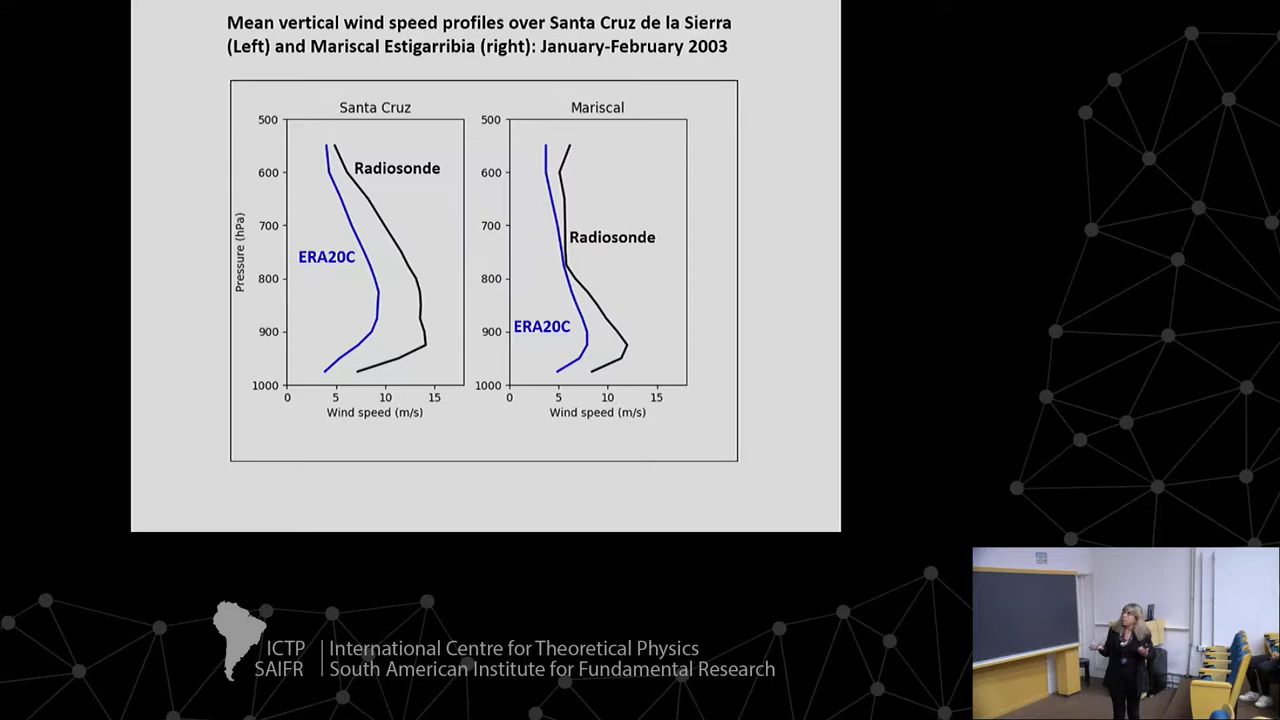 Mean vertical wind speed profiles over Santa Cruz de la Sierra
(Left) and Mariscal Estigarribia (right): January-February 2003
Santa Cruz
Mariscal
500
600
700
800
900
1000
Pressure (hPa)
Radiosonde
ERA20C
0 5 10 15
Wind speed (m/s)
500
600
700
800
900
1000
Radiosonde
ERA20C
0 5 10 15
Wind speed (m/s)
ICTP
SAIFR
International Centre for Theoretical Physics
South American Institute for Fundamental Research